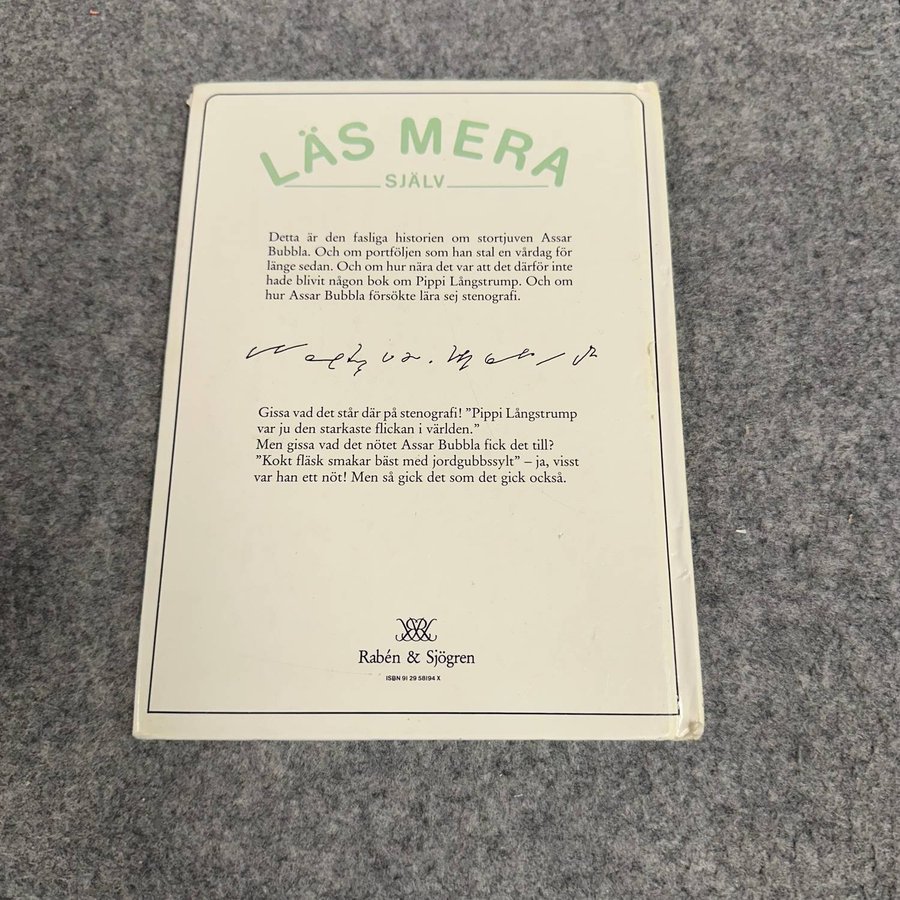 LÄS MERA
SJÄLV
Detta är den fasliga historien om stortjuven Assar
Bubbla. Och om portföljen som han stal en vårdag för
länge sedan. Och om hur nära det var att det därför inte
hade blivit någon bok om Pippi Långstrump. Och om
hur Assar Bubbla försökte lära sej stenografi.
Gissa vad det står där på stenografi! ”Pippi Långstrump
var ju den starkaste flickan i världen.”
Men gissa vad det nötet Assar Bubbla fick det till?
”Kokt fläsk smakar bäst med jordgubbssylt” – ja, visst
var han ett nöt! Men så gick det som det gick också.
Rabén & Sjögren
ISBN 91 29 58194 X